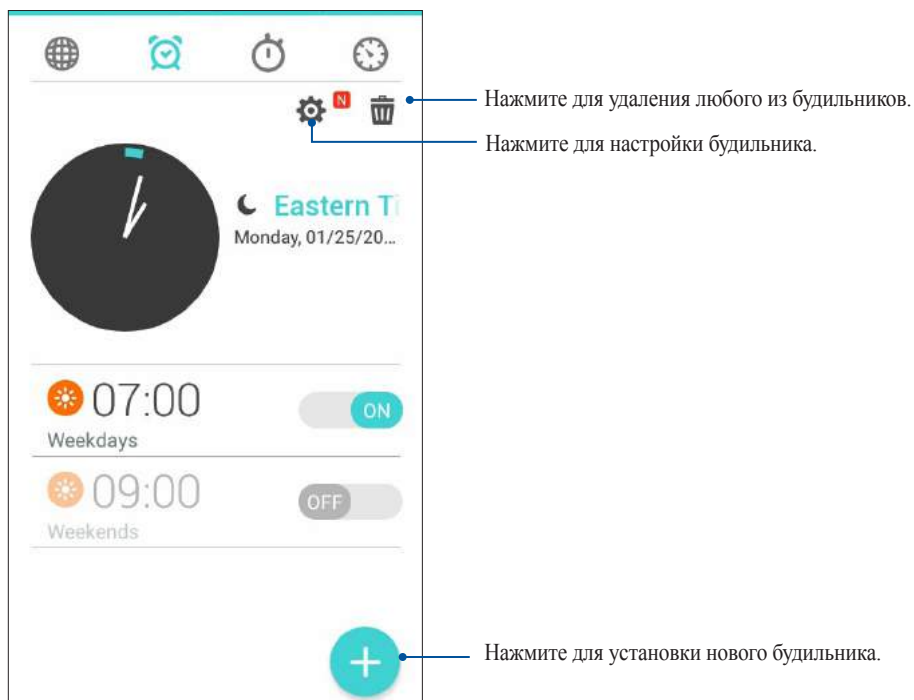 N
Нажмите для удаления любого из будильников.
Нажмите для настройки будильника.
Eastern Ti
Monday, 01/25/20...
07:00
ON
Weekdays
09:00
OFF
Weekends
Нажмите для установки нового будильника.